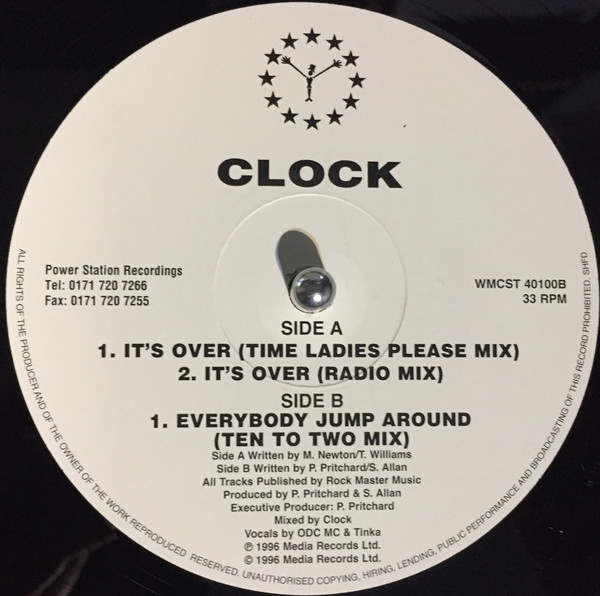 CLOCK
Power Station Recordings
Tel: 0171 720 7266
Fax: 0171 720 7255
WMCST 40100B
33 RPM
SIDE A
1. IT'S OVER (TIME LADIES PLEASE MIX)
2. IT'S OVER (RADIO MIX)
SIDE B
1. EVERYBODY JUMP AROUND
(TEN TO TWO MIX)
Side A Written by M. Newton/T. Williams
Side B Written by P. Pritchard/S. Allan
All Tracks Published by Rock Master Music
Produced by P. Pritchard & S. Allan
Executive Producer: P. Pritchard
Mixed by Clock
Vocals by ODC MC & Tinka
℗ 1996 Media Records Ltd.
© 1996 Media Records Ltd.
ALL RIGHTS OF THE PRODUCER AND OF THE OWNER OF THE WORK REPRODUCED RESERVED. UNAUTHORISED COPYING, HIRING, LENDING, PUBLIC PERFORMANCE AND BROADCASTING OF THIS RECORD PROHIBITED. SHFD